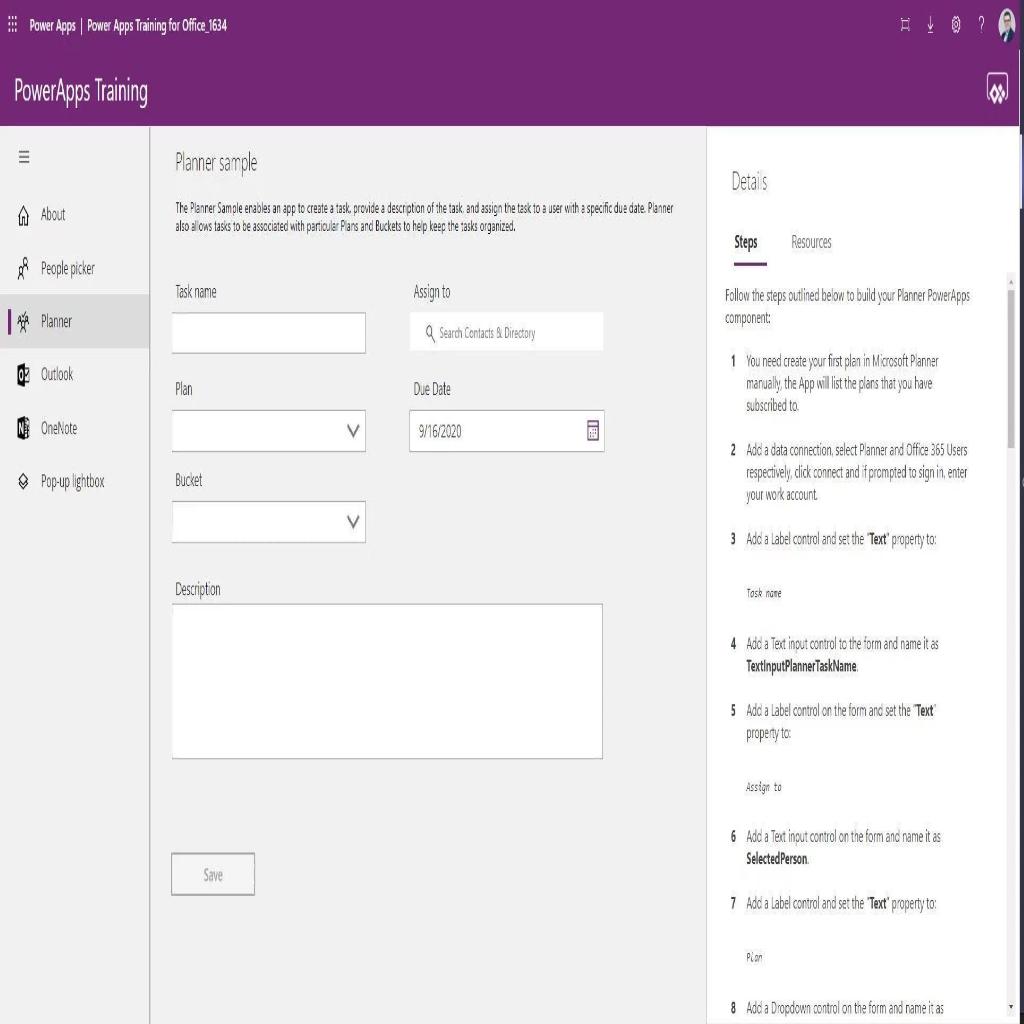 Power Apps | Power Apps Training for Office_1634
PowerApps Training
About
People picker
Planner
Outlook
OneNote
Pop-up lightbox
Planner sample
The Planner Sample enables an app to create a task, provide a description of the task, and assign the task to a user with a specific due date. Planner
also allows tasks to be associated with particular Plans and Buckets to help keep the tasks organized.
Task name
Assign to
Search Contacts & Directory
Plan
Due Date
9/16/2020
Bucket
Description
Save
Details
Steps Resources
Follow the steps outlined below to build your Planner PowerApps
component:
1 You need create your first plan in Microsoft Planner
manually, the App will list the plans that you have
subscribed to.
2 Add a data connection, select Planner and Office 365 Users
respectively, click connect and if prompted to sign in, enter
your work account.
3 Add a Label control and set the "Text" property to:
Task name
4 Add a Text input control to the form and name it as
TextInputPlannerTaskName.
5 Add a Label control on the form and set the "Text"
property to:
Assign to
6 Add a Text input control on the form and name it as
SelectedPerson.
7 Add a Label control and set the "Text" property to:
Plan
8 Add a Dropdown control on the form and name it as